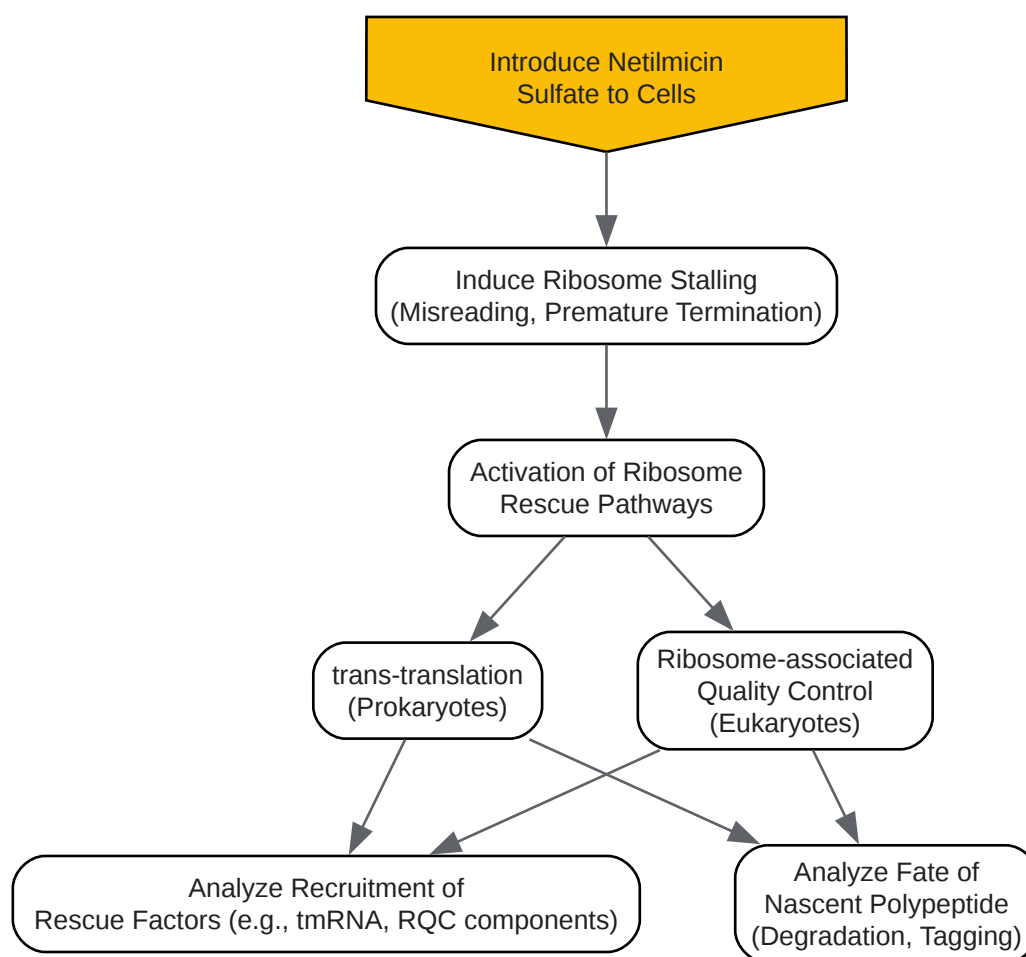 Introduce Netilmicin
Sulfate to Cells
Induce Ribosome Stalling
(Misreading, Premature Termination)
Activation of Ribosome
Rescue Pathways
trans-translation
(Prokaryotes)
Ribosome-associated
Quality Control
(Eukaryotes)
Analyze Recruitment of
Rescue Factors (e.g., tmRNA, RQC components)
Analyze Fate of
Nascent Polypeptide
(Degradation, Tagging)